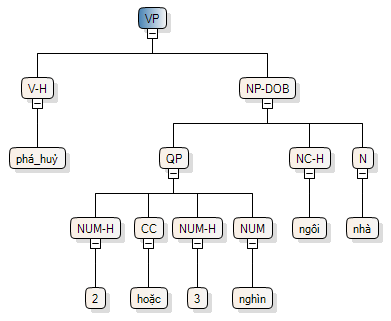 VP
V-H NP-DOB
phá_huỷ QP NC-H N
NUM-H CC NUM-H NUM ngôi nhà
2 hoặc 3 nghìn